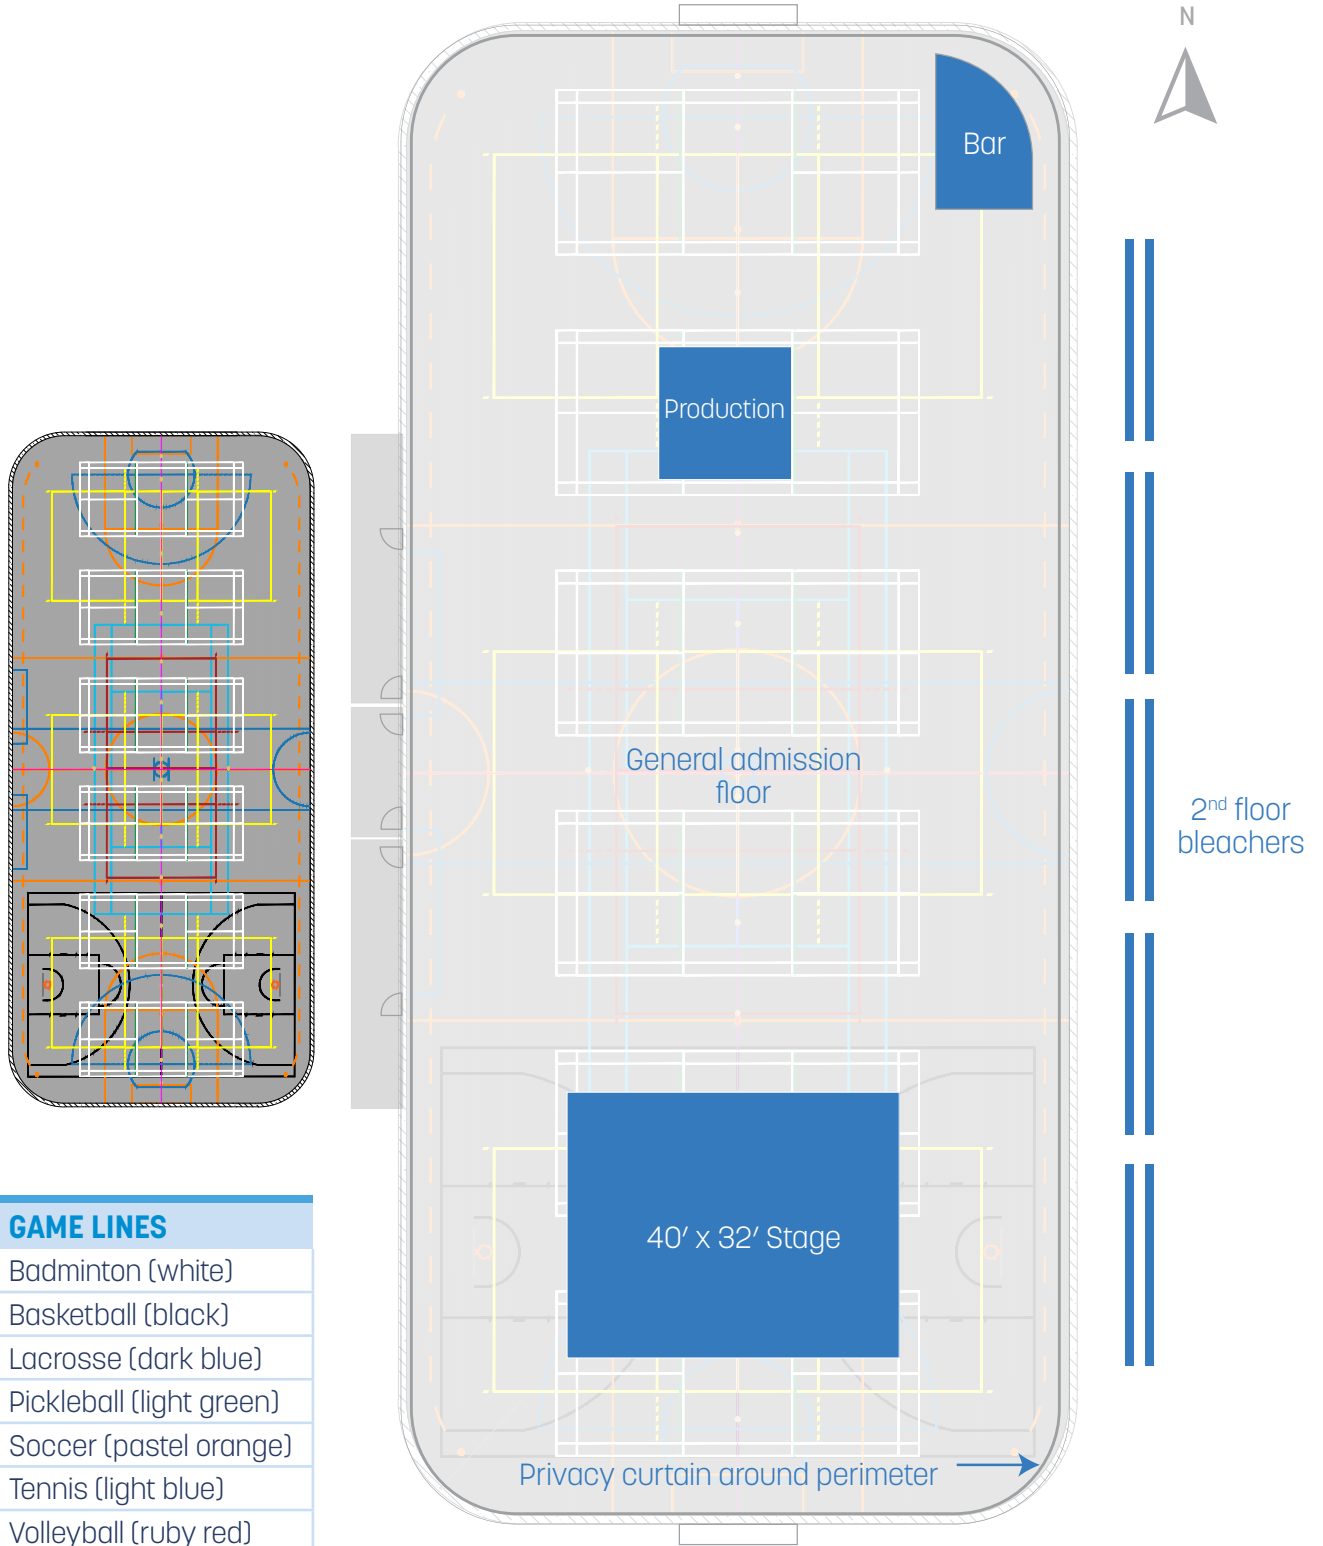 N
Bar
Production
General admission
floor
2nd floor
bleachers
40′ x 32′ Stage
Privacy curtain around perimeter
GAME LINES
Badminton (white)
Basketball (black)
Lacrosse (dark blue)
Pickleball (light green)
Soccer (pastel orange)
Tennis (light blue)
Volleyball (ruby red)